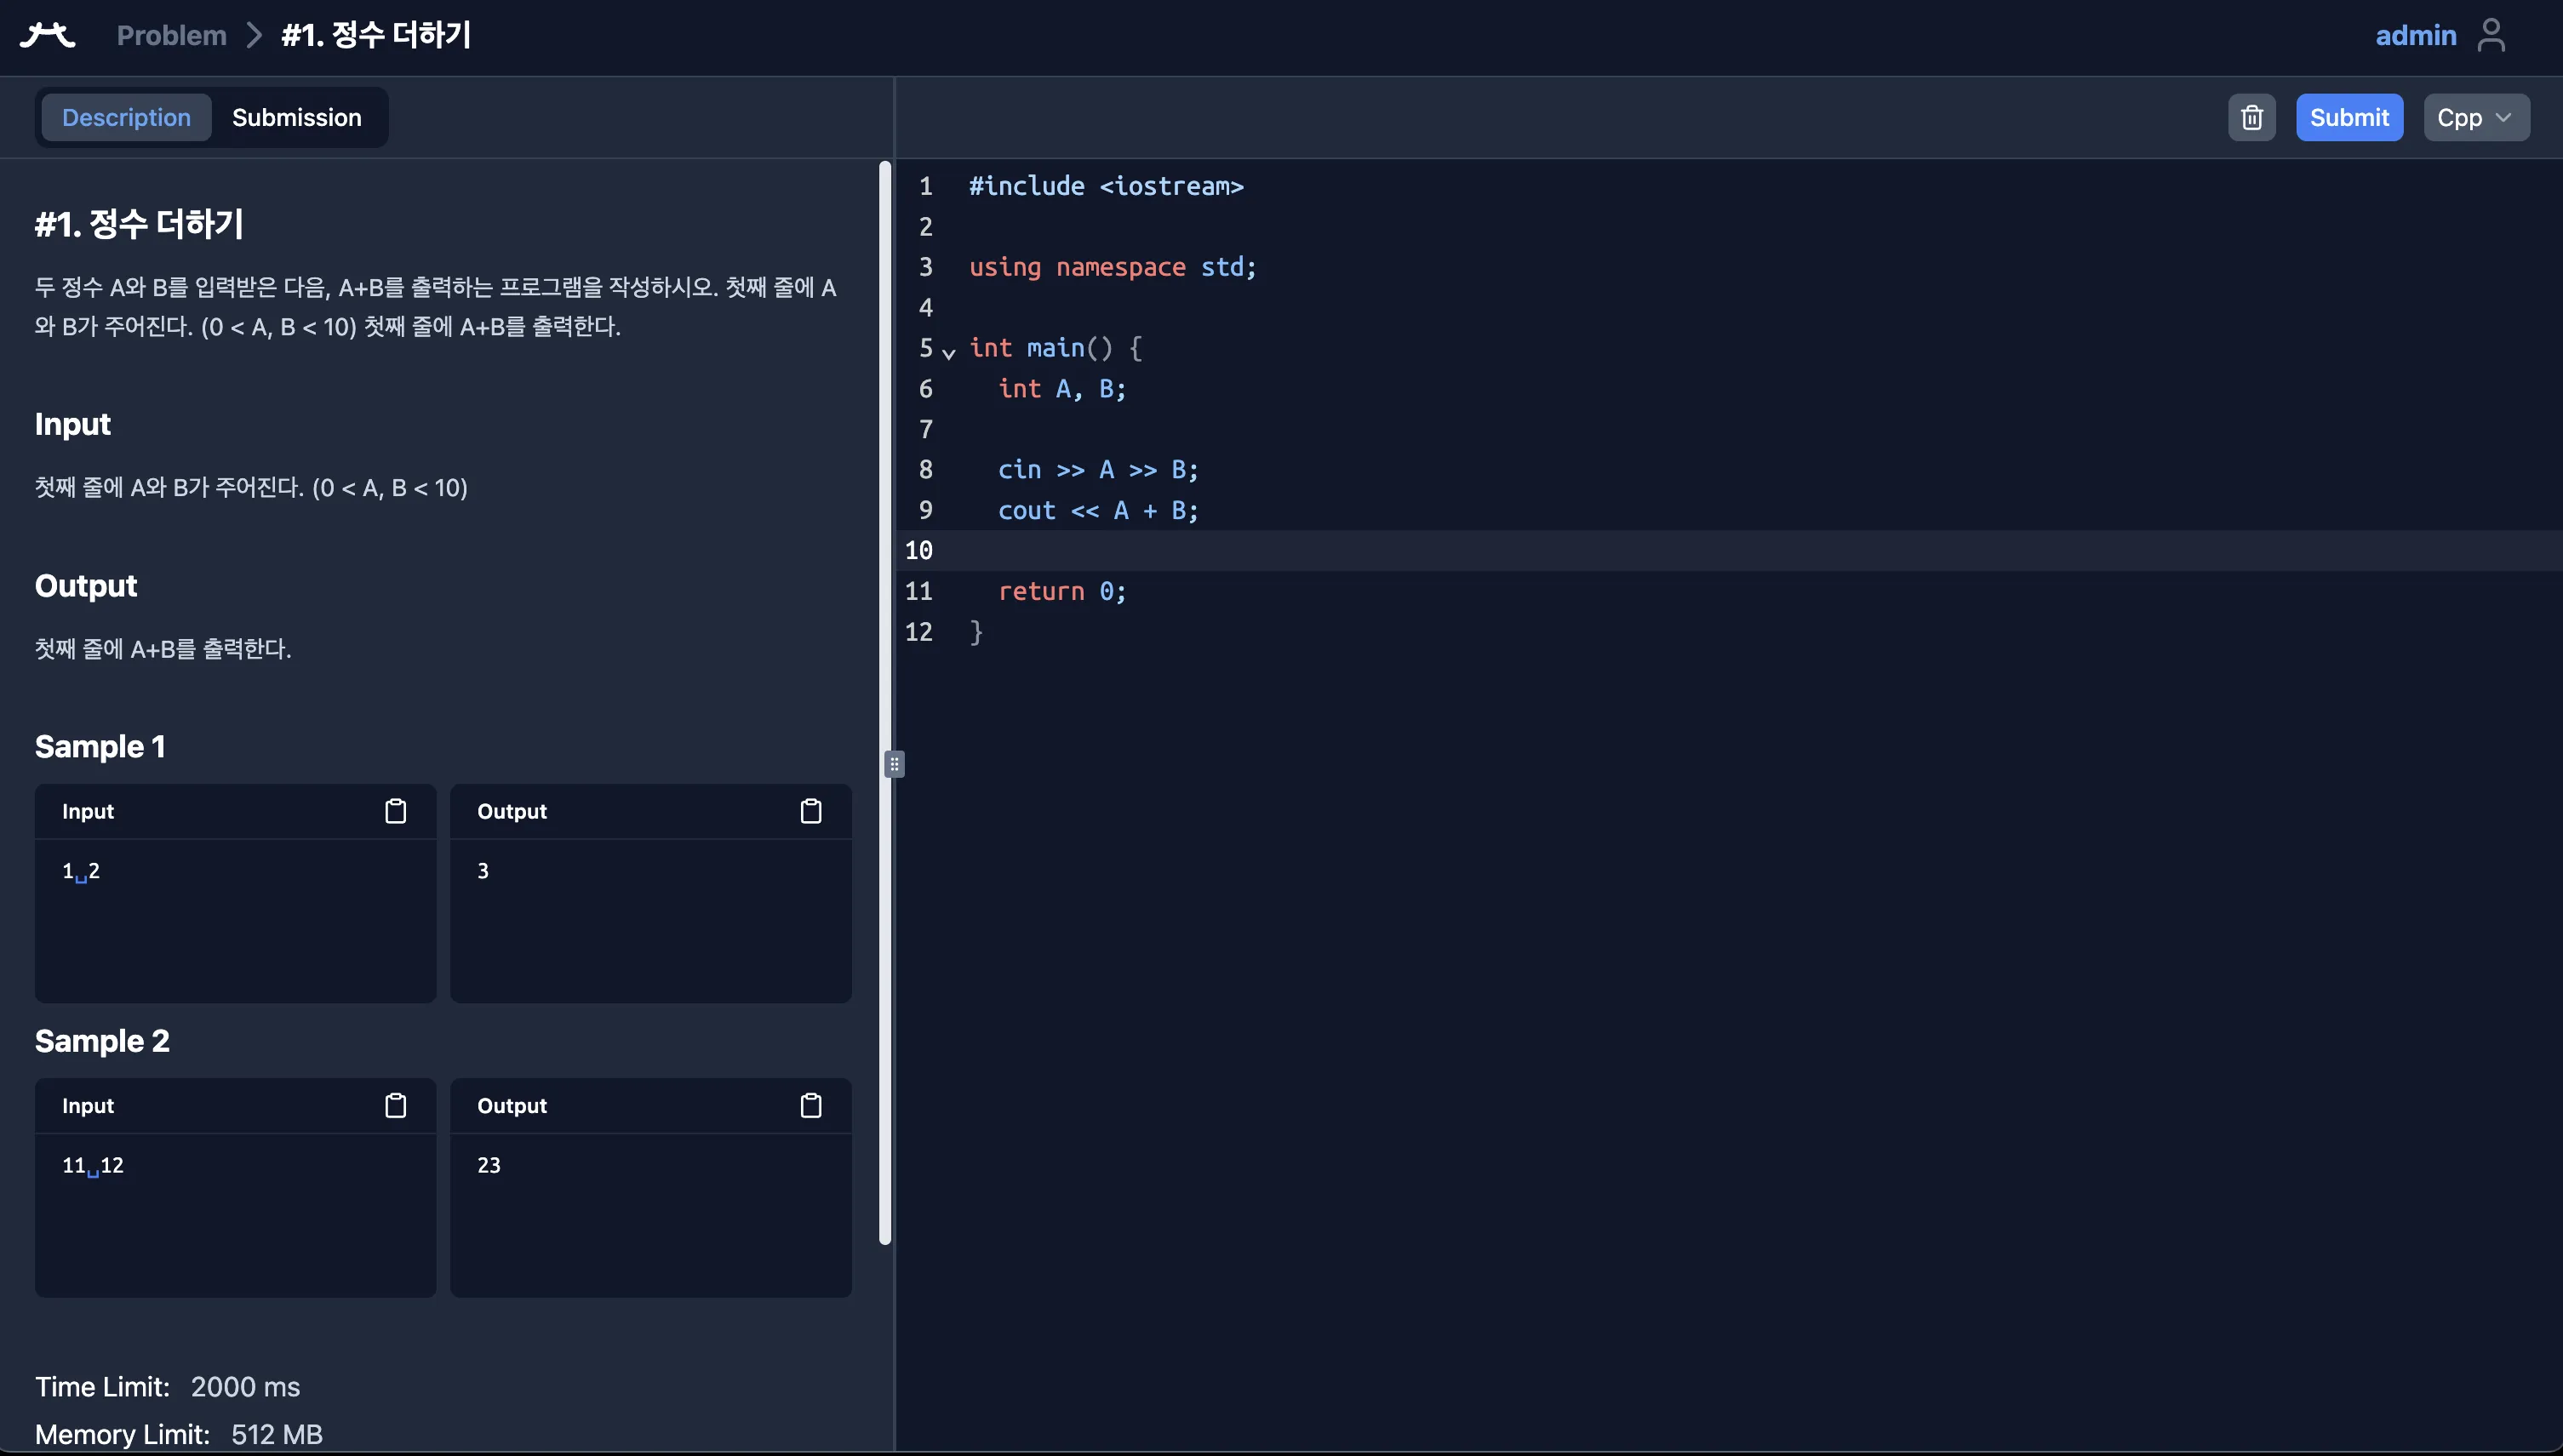 Problem > #1. 정수 더하기
admin
Description Submission
Submit Cpp
#1. 정수 더하기
두 정수 A와 B를 입력받은 다음, A+B를 출력하는 프로그램을 작성하시오. 첫째 줄에 A
와 B가 주어진다. (0 < A, B < 10) 첫째 줄에 A+B를 출력한다.
Input
첫째 줄에 A와 B가 주어진다. (0 < A, B < 10)
Output
첫째 줄에 A+B를 출력한다.
Sample 1
Input
1␣2
Output
3
Sample 2
Input
11␣12
Output
23
Time Limit: 2000 ms
Memory Limit: 512 MB
1 #include <iostream>
2
3 using namespace std;
4
5 int main() {
6   int A, B;
7
8   cin >> A >> B;
9   cout << A + B;
10
11   return 0;
12 }